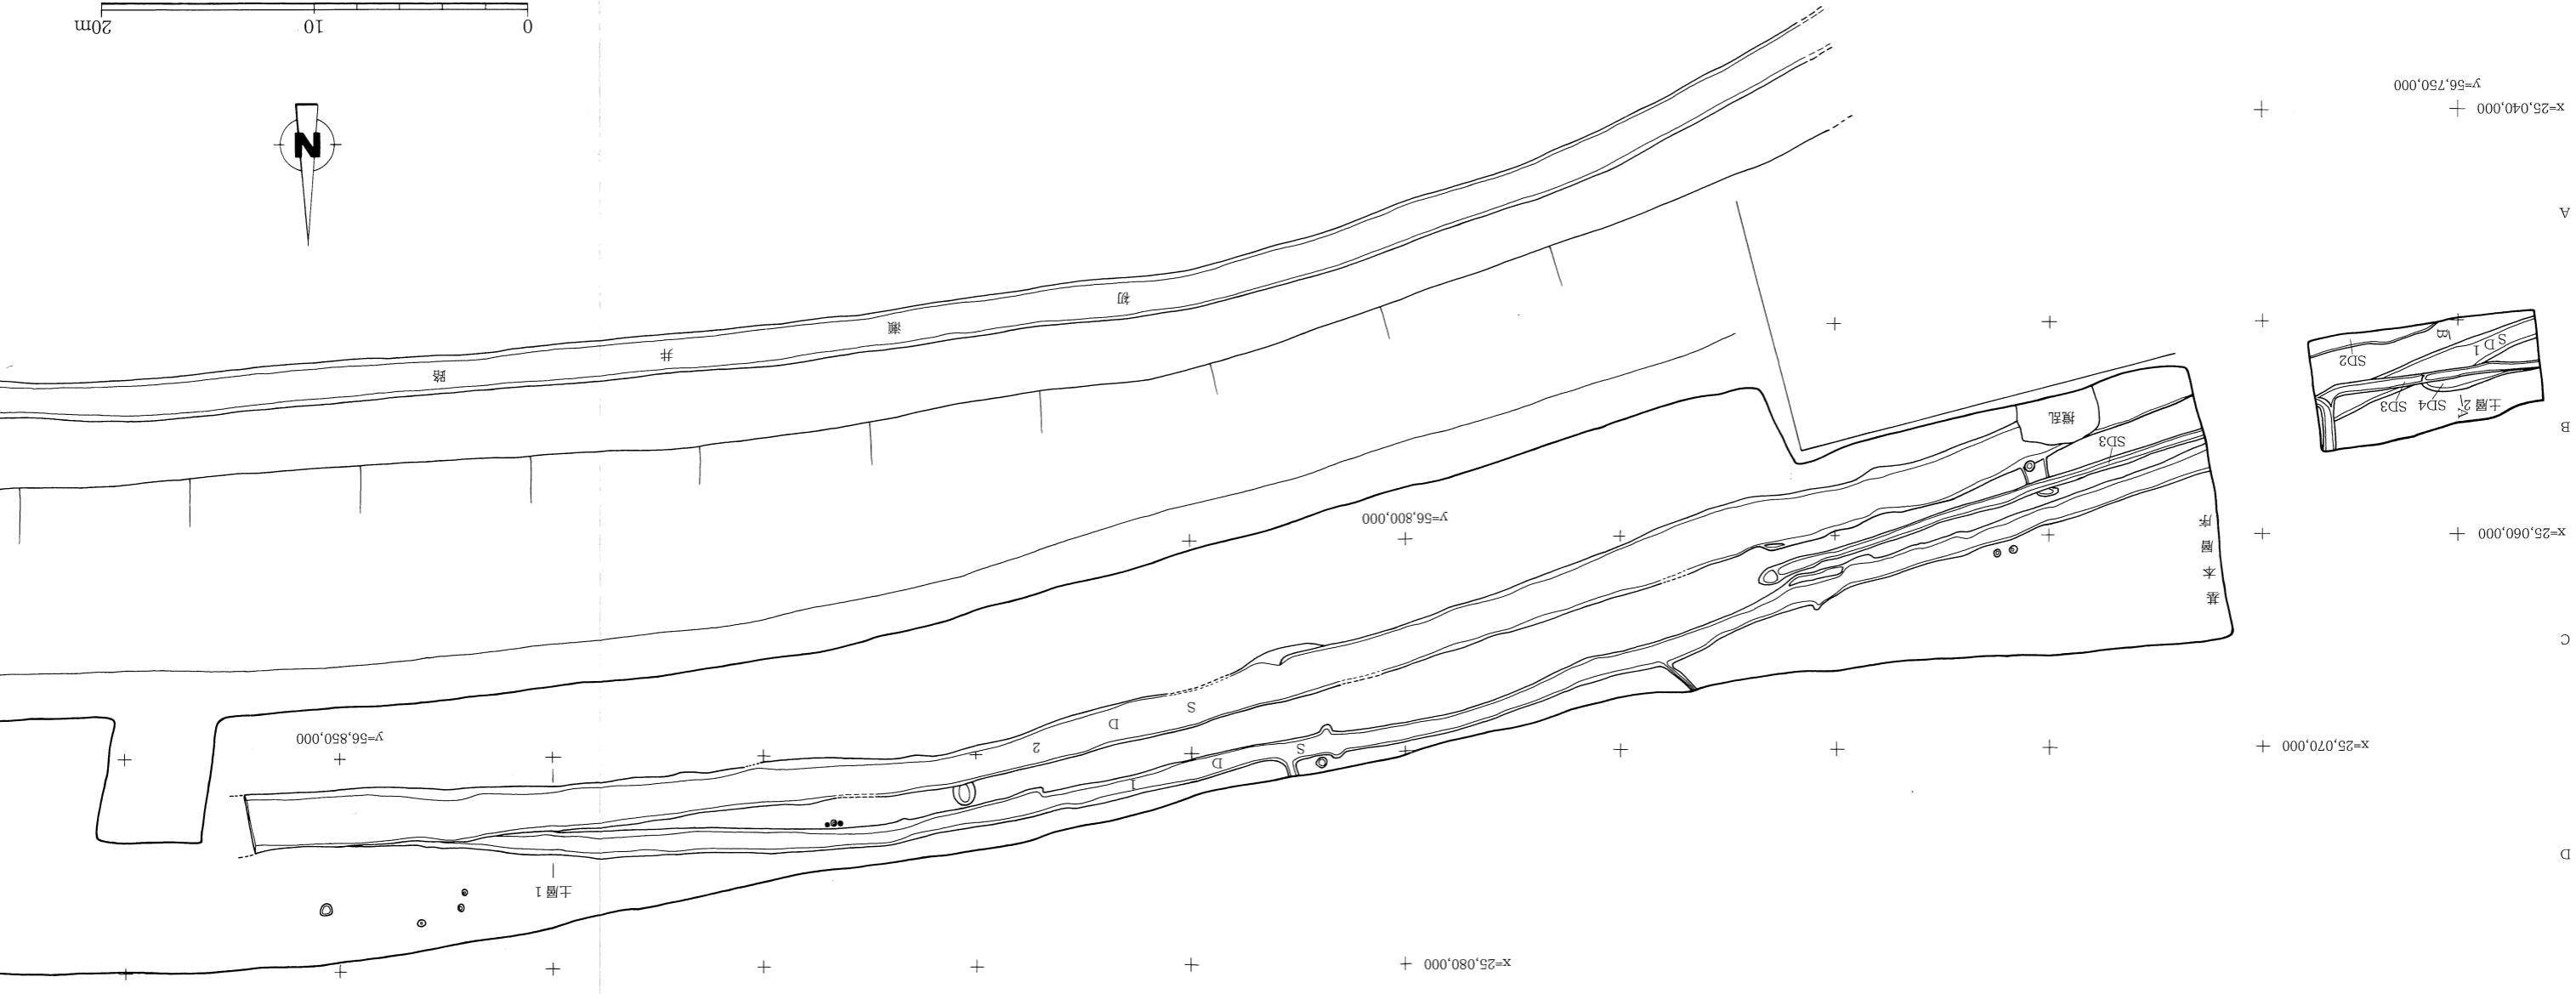 x=25,080,000
土層1
D
SD1
SD2
x=25,070,000
y=56,850,000
C
基本層序
x=25,060,000
y=56,800,000
SD3
撹乱
B
土層2
A
SD4
SD3
SD1
SD2
B
初瀬井路
A
x=25,040,000
y=56,750,000
N
0 10 20m